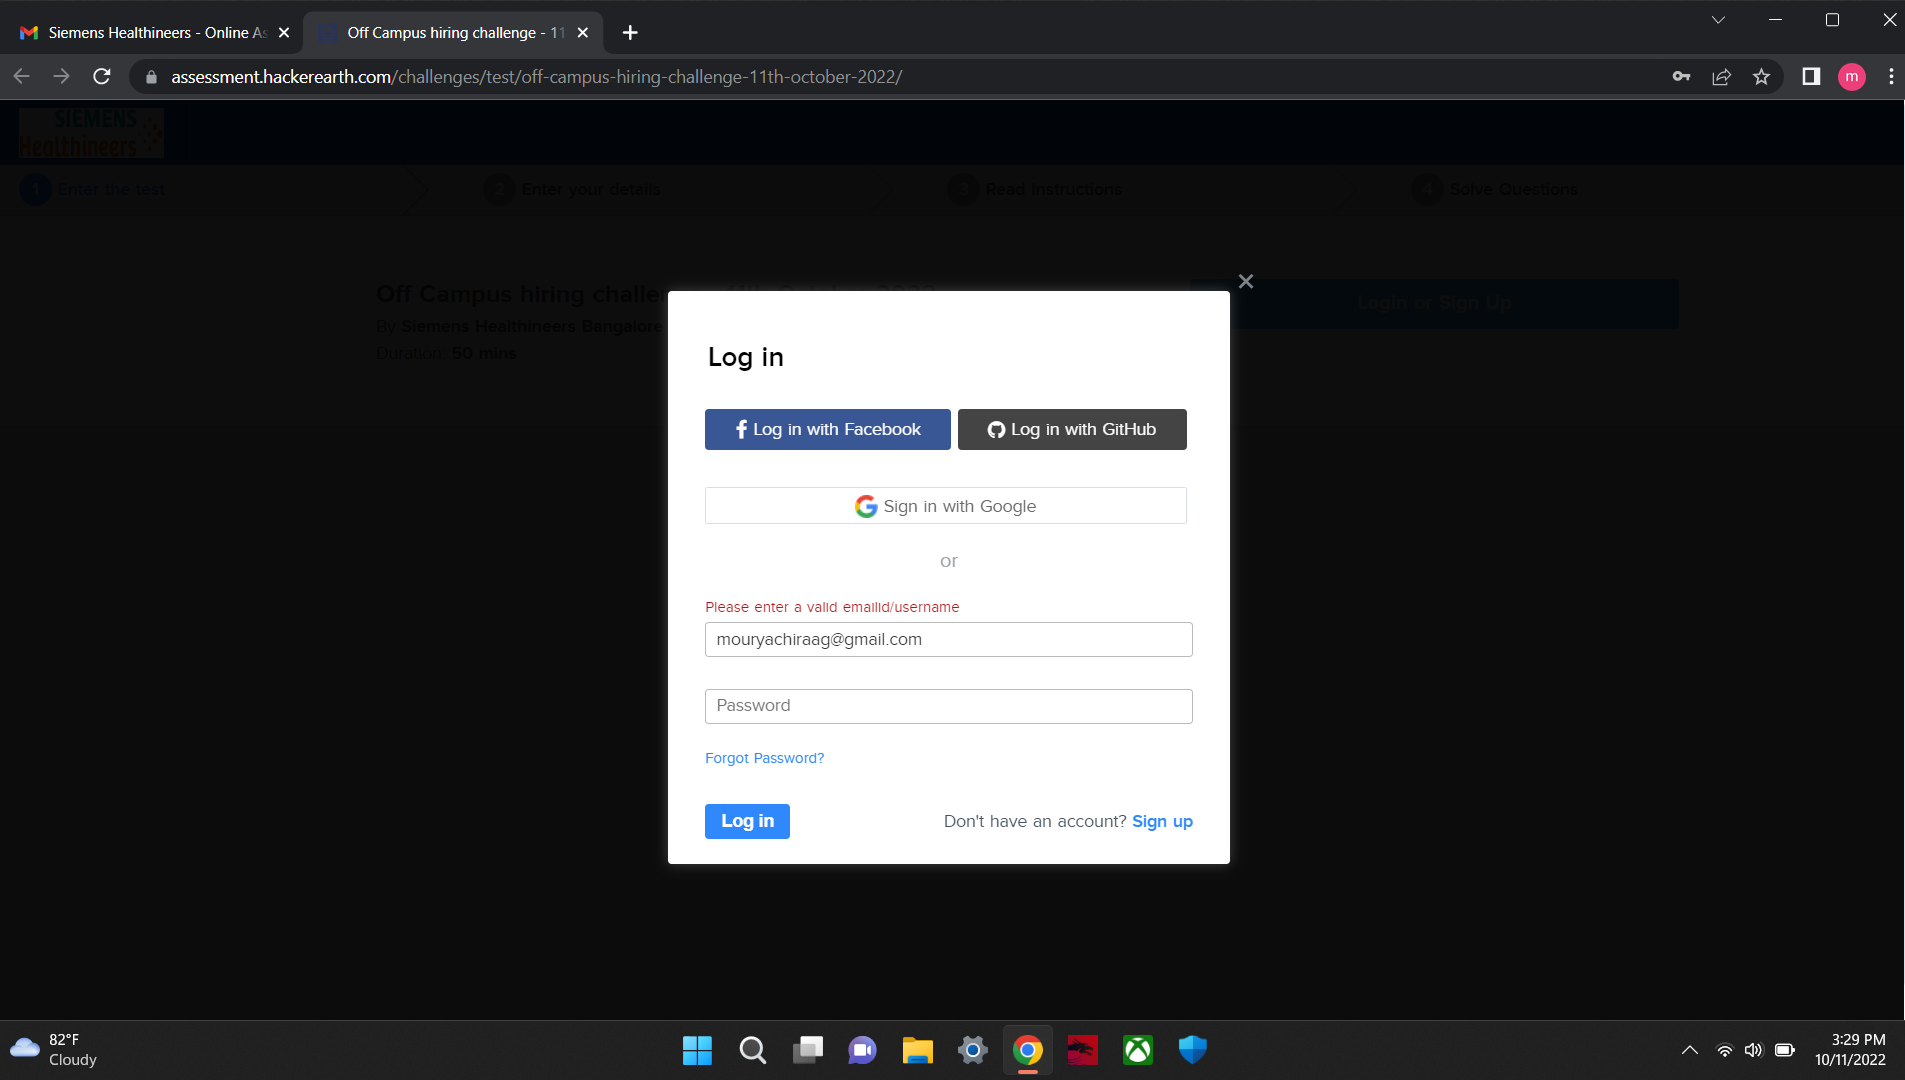 Siemens Healthineers - Online As
Off Campus hiring challenge - 11
assessment.hackerearth.com/challenges/test/off-campus-hiring-challenge-11th-october-2022/
m
SIEMENS
Healthineers
1 Enter the test
2 Enter your details
3 Read Instructions
4 Solve Questions
Off Campus hiring challe
By Siemens Healthineers Bangalore
Duration: 50 mins
Login or Sign Up
Log in
Log in with Facebook
Log in with GitHub
Sign in with Google
or
Please enter a valid emailid/username
mouryachiraag@gmail.com
Password
Forgot Password?
Log in
Don't have an account? Sign up
82°F
Cloudy
3:29 PM
10/11/2022